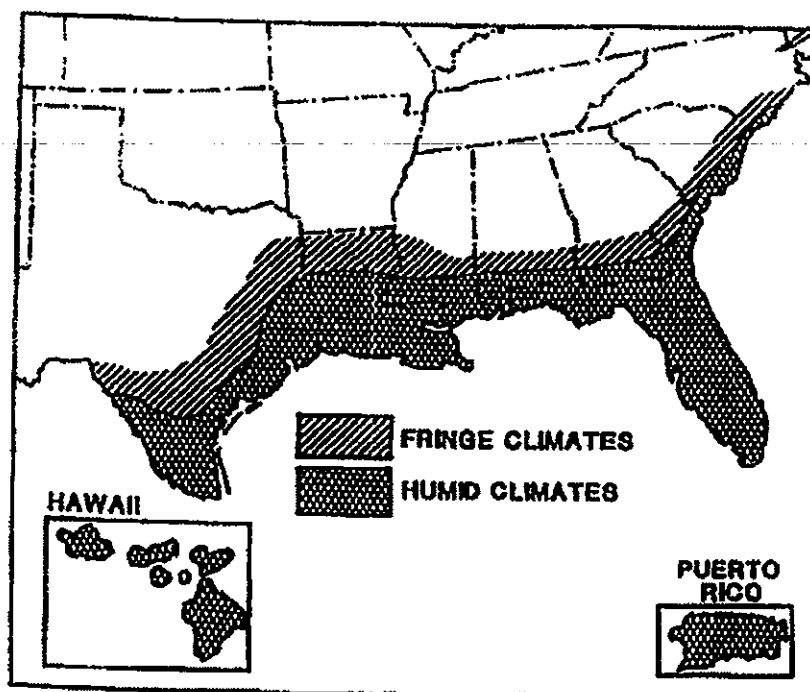 FRINGE CLIMATES
HUMID CLIMATES
HAWAII
PUERTO
RICO